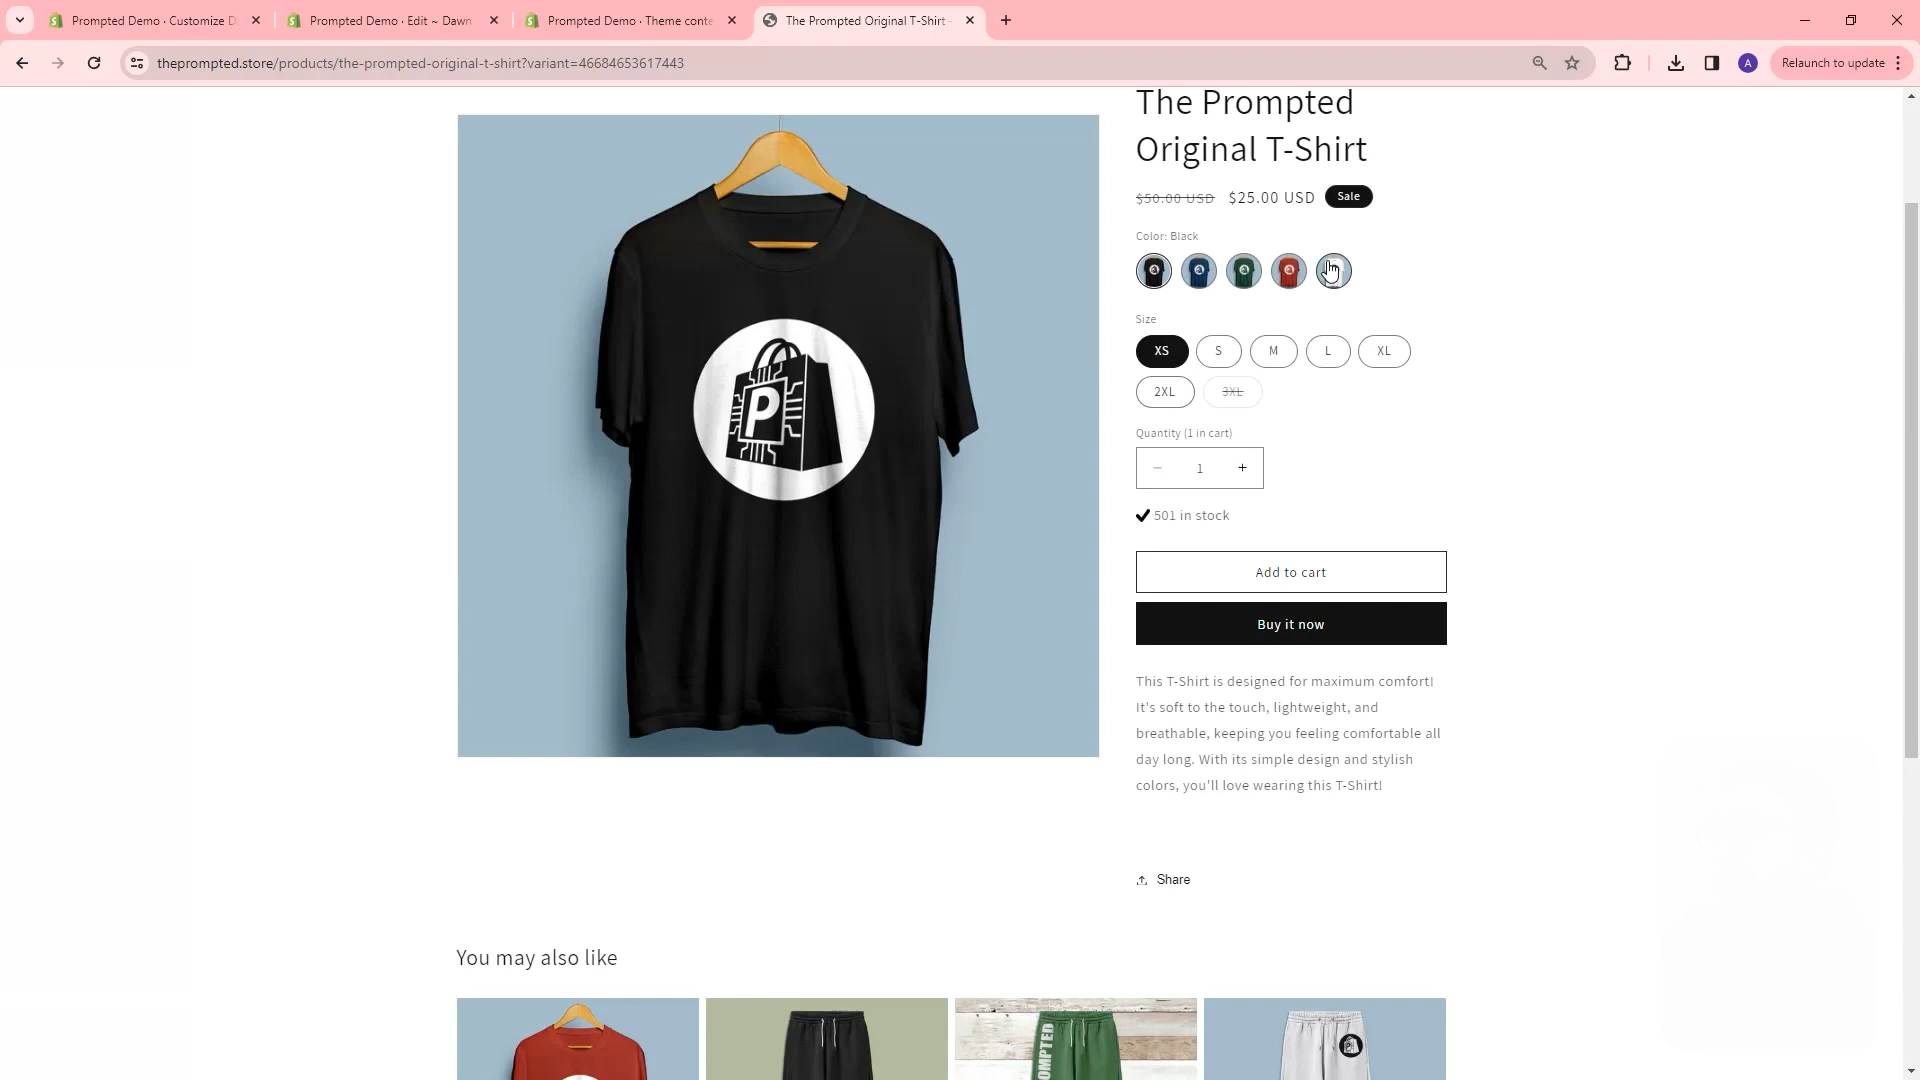 Prompted Demo · Customize D
Prompted Demo · Edit ~ Dawn
Prompted Demo · Theme conte
The Prompted Original T-Shirt -
theprompted.store/products/the-prompted-original-t-shirt?variant=46684653617443
A
Relaunch to update
The Prompted
Original T-Shirt
$50.00 USD $25.00 USD Sale
Color: Black
Size
XS S M L XL
2XL 3XL
Quantity (1 in cart)
− 1 +
501 in stock
Add to cart
Buy it now
This T-Shirt is designed for maximum comfort!
It's soft to the touch, lightweight, and
breathable, keeping you feeling comfortable all
day long. With its simple design and stylish
colors, you'll love wearing this T-Shirt!
Share
P
You may also like
OMPTED